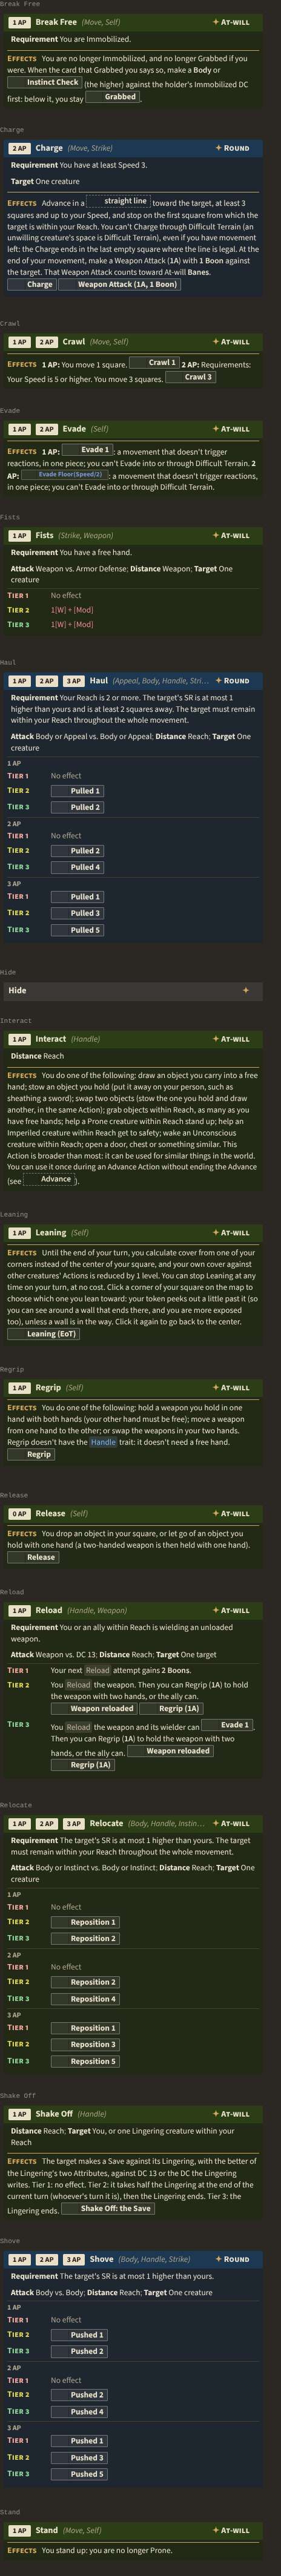 Break Free
1 AP Break Free (Move, Self) ✦ AT-WILL
Requirement You are Immobilized.
EFFECTS You are no longer Immobilized, and no longer Grabbed if you
were. When the card that Grabbed you says so, make a Body or
Instinct Check (the higher) against the holder's Immobilized DC
first: below it, you stay Grabbed.
Charge
2 AP Charge (Move, Strike) ✦ ROUND
Requirement You have at least Speed 3.
Target One creature
EFFECTS Advance in a straight line toward the target, at least 3
squares and up to your Speed, and stop on the first square from which the
target is within your Reach. You can't Charge through Difficult Terrain (an
unwilling creature's space is Difficult Terrain), even if you have movement
left: the Charge ends in the last empty square where the line is legal. At the
end of your movement, make a Weapon Attack (1A) with 1 Boon against
the target. That Weapon Attack counts toward At-will Banes.
Charge Weapon Attack (1A, 1 Boon)
Crawl
1 AP 2 AP Crawl (Move, Self) ✦ AT-WILL
EFFECTS 1 AP: You move 1 square. Crawl 1 2 AP: Requirements:
Your Speed is 5 or higher. You move 3 squares. Crawl 3
Evade
1 AP 2 AP Evade (Self) ✦ AT-WILL
EFFECTS 1 AP: Evade 1: a movement that doesn't trigger
reactions, in one piece; you can't Evade into or through Difficult Terrain. 2
AP: Evade Floor(Speed/2): a movement that doesn't trigger reactions,
in one piece; you can't Evade into or through Difficult Terrain.
Fists
1 AP Fists (Strike, Weapon) ✦ AT-WILL
Requirement You have a free hand.
Attack Weapon vs. Armor Defense; Distance Weapon; Target One
creature
TIER 1 No effect
TIER 2 1[W] + [Mod]
TIER 3 1[W] + [Mod]
Haul
1 AP 2 AP 3 AP Haul (Appeal, Body, Handle, Stri… ✦ ROUND
Requirement Your Reach is 2 or more. The target's SR is at most 1
higher than yours and is at least 2 squares away. The target must remain
within your Reach throughout the whole movement.
Attack Body or Appeal vs. Body or Appeal; Distance Reach; Target One
creature
1 AP
TIER 1 No effect
TIER 2 Pulled 1
TIER 3 Pulled 2
2 AP
TIER 1 No effect
TIER 2 Pulled 2
TIER 3 Pulled 4
3 AP
TIER 1 Pulled 1
TIER 2 Pulled 3
TIER 3 Pulled 5
Hide
Hide ✦
Interact
1 AP Interact (Handle) ✦ AT-WILL
Distance Reach
EFFECTS You do one of the following: draw an object you carry into a free
hand; stow an object you hold (put it away on your person, such as
sheathing a sword); swap two objects (stow the one you hold and draw
another, in the same Action); grab objects within Reach, as many as you
have free hands; help a Prone creature within Reach stand up; help an
Imperiled creature within Reach get to safety; wake an Unconscious
creature within Reach; open a door, chest or something similar. This
Action is broader than most: it can be used for similar things in the world.
You can use it once during an Advance Action without ending the Advance
(see Advance).
Leaning
1 AP Leaning (Self) ✦ AT-WILL
EFFECTS Until the end of your turn, you calculate cover from one of your
corners instead of the center of your square, and your own cover against
other creatures' Actions is reduced by 1 level. You can stop Leaning at any
time on your turn, at no cost. Click a corner of your square on the map to
choose which one you lean toward: your token peeks out a little past it (so
you can see around a wall that ends there, and you are more exposed
too), unless a wall is in the way. Click it again to go back to the center.
Leaning (EoT)
Regrip
1 AP Regrip (Self) ✦ AT-WILL
EFFECTS You do one of the following: hold a weapon you hold in one
hand with both hands (your other hand must be free); move a weapon
from one hand to the other; or swap the weapons in your two hands.
Regrip doesn't have the Handle trait: it doesn't need a free hand.
Regrip
Release
0 AP Release (Self) ✦ AT-WILL
EFFECTS You drop an object in your square, or let go of an object you
hold with one hand (a two-handed weapon is then held with one hand).
Release
Reload
1 AP Reload (Handle, Weapon) ✦ AT-WILL
Requirement You or an ally within Reach is wielding an unloaded
weapon.
Attack Weapon vs. DC 13; Distance Reach; Target One target
TIER 1 Your next Reload attempt gains 2 Boons.
TIER 2 You Reload the weapon. Then you can Regrip (1A) to hold
the weapon with two hands, or the ally can.
Weapon reloaded Regrip (1A)
TIER 3 You Reload the weapon and its wielder can Evade 1.
Then you can Regrip (1A) to hold the weapon with two
hands, or the ally can. Weapon reloaded
Regrip (1A)
Relocate
1 AP 2 AP 3 AP Relocate (Body, Handle, Instin… ✦ AT-WILL
Requirement The target's SR is at most 1 higher than yours. The target
must remain within your Reach throughout the whole movement.
Attack Body or Instinct vs. Body or Instinct; Distance Reach; Target One
creature
1 AP
TIER 1 No effect
TIER 2 Reposition 1
TIER 3 Reposition 2
2 AP
TIER 1 No effect
TIER 2 Reposition 2
TIER 3 Reposition 4
3 AP
TIER 1 Reposition 1
TIER 2 Reposition 3
TIER 3 Reposition 5
Shake Off
1 AP Shake Off (Handle) ✦ AT-WILL
Distance Reach; Target You, or one Lingering creature within your
Reach
EFFECTS The target makes a Save against its Lingering, with the better of
the Lingering's two Attributes, against DC 13 or the DC the Lingering
writes. Tier 1: no effect. Tier 2: it takes half the Lingering at the End of the
current turn (whoever's turn it is), then the Lingering ends. Tier 3: the
Lingering ends. Shake Off: the Save
Shove
1 AP 2 AP 3 AP Shove (Body, Handle, Strike) ✦ ROUND
Requirement The target's SR is at most 1 higher than yours.
Attack Body vs. Body; Distance Reach; Target One creature
1 AP
TIER 1 No effect
TIER 2 Pushed 1
TIER 3 Pushed 2
2 AP
TIER 1 No effect
TIER 2 Pushed 2
TIER 3 Pushed 4
3 AP
TIER 1 Pushed 1
TIER 2 Pushed 3
TIER 3 Pushed 5
Stand
1 AP Stand (Move, Self) ✦ AT-WILL
EFFECTS You stand up: you are no longer Prone.